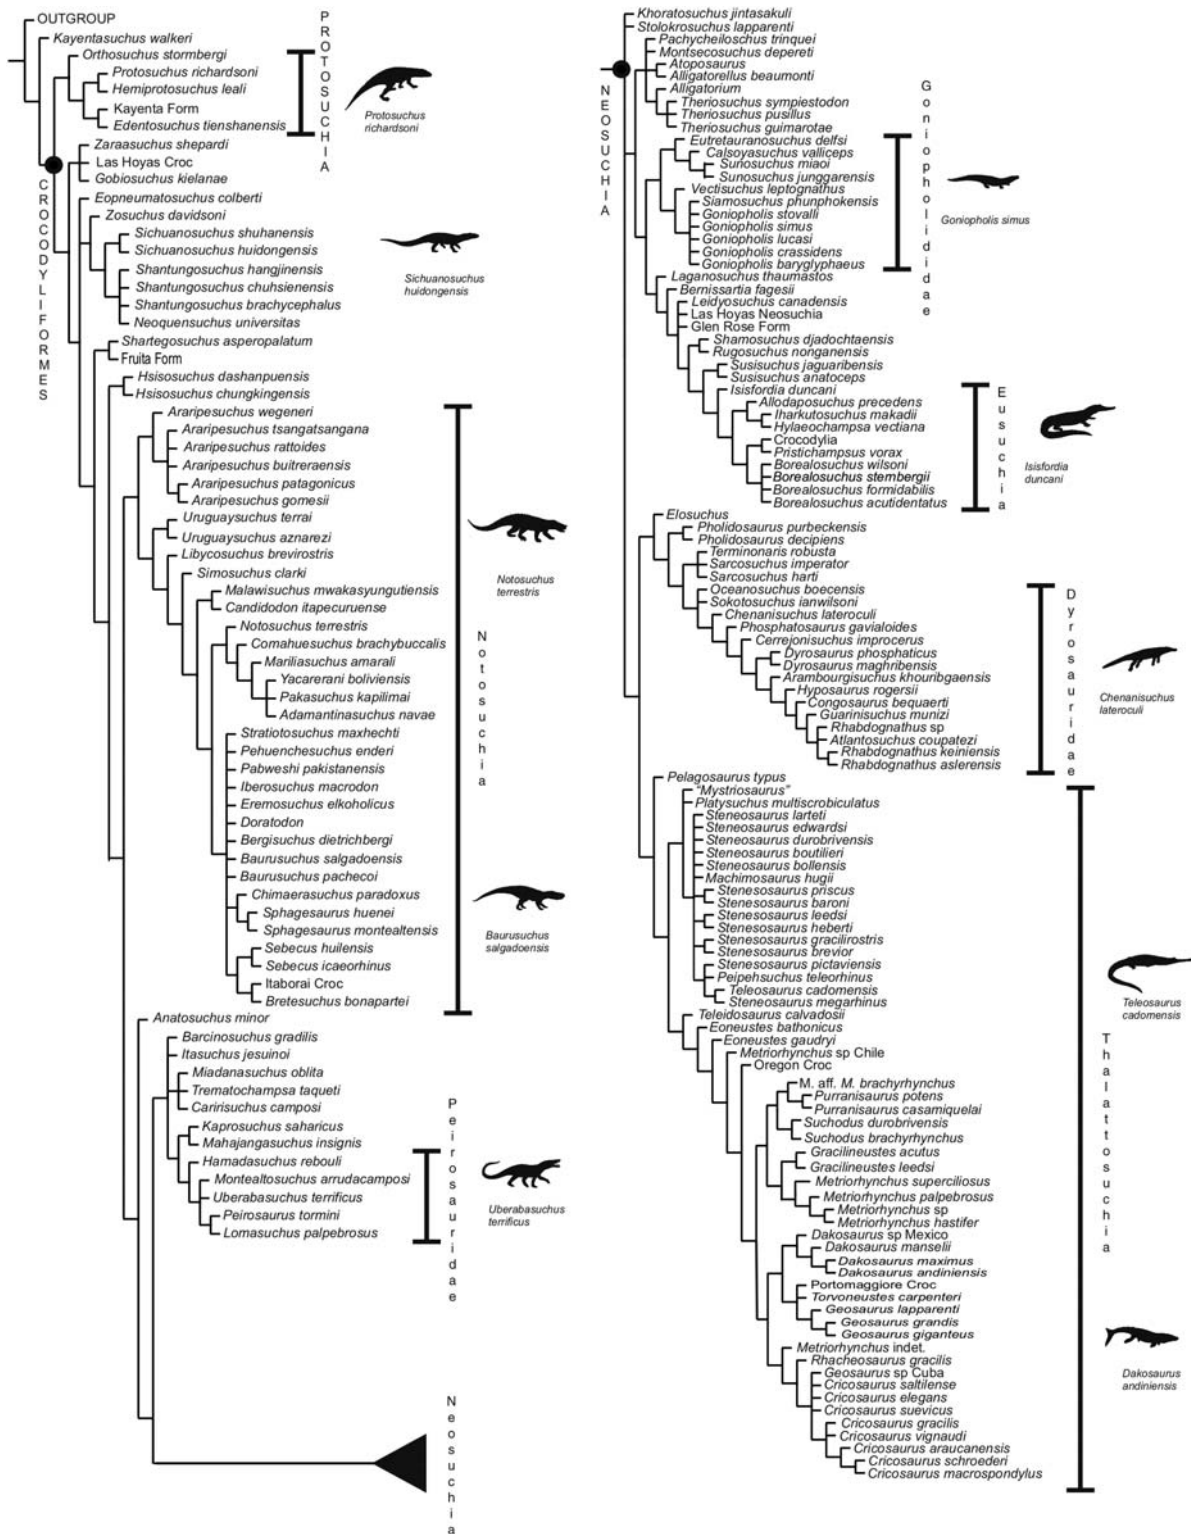 OUTGROUP
Kayentasuchus walkeri
Orthosuchus stormbergi
Protosuchus richardsoni
Hemiprotosuchus leali
Kayenta Form
Edentosuchus tienshanensis
PROTOSUCHIA
Protosuchus
richardsoni
Zaraasuchus shepardi
Las Hoyas Croc
Gobiosuchus kielanae
CROCODYLIFORMES
Eopneumatosuchus colberti
Zosuchus davidsoni
Sichuanosuchus shuhanensis
Sichuanosuchus huidongensis
Shantungosuchus hangjinensis
Shantungosuchus chuhsienensis
Shantungosuchus brachycephalus
Neoquensuchus universitas
Sichuanosuchus
huidongensis
Shartegosuchus asperopalatum
Fruita Form
Hsisosuchus dashanpuensis
Hsisosuchus chungkingensis
Araripesuchus wegeneri
Araripesuchus tsangatsangana
Araripesuchus rattoides
Araripesuchus buitreraensis
Araripesuchus patagonicus
Araripesuchus gomesii
Uruguaysuchus terrai
Uruguaysuchus aznarezi
Libycosuchus brevirostris
Simosuchus clarki
Malawisuchus mwakasyungutiensis
Candidodon itapecuruense
Notosuchus terrestris
Comahuesuchus brachybuccalis
Mariliasuchus amarali
Yacarerani boliviensis
Pakasuchus kapilimai
Adamantinasuchus navae
Stratiotosuchus maxhechti
Pehuenchesuchus enderi
Pabweshi pakistanensis
Iberosuchus macrodon
Eremosuchus elkoholicus
Doratodon
Bergisuchus dietrichbergi
Baurusuchus salgadoensis
Baurusuchus pachecoi
Chimaerasuchus paradoxus
Sphagesaurus huenei
Sphagesaurus montealtensis
Sebecus huilensis
Sebecus icaeorhinus
Itaborai Croc
Bretesuchus bonapartei
Notosuchus
terrestris
Notosuchia
Baurusuchus
salgadoensis
Anatosuchus minor
Barcinosuchus gradilis
Itasuchus jesuinoi
Miadanasuchus oblita
Trematochampsa taqueti
Caririsuchus camposi
Kaprosuchus saharicus
Mahajangasuchus insignis
Hamadasuchus rebouli
Montealtosuchus arrudacamposi
Uberabasuchus terrificus
Peirosaurus tormini
Lomasuchus palpebrosus
Peirosauridae
Uberabasuchus
terrificus
Neosuchia
NEOSUCHIA
Khoratosuchus jintasakuli
Stolokrosuchus lapparenti
Pachycheiloschus trinquei
Montsecosuchus depereti
Atoposaurus
Alligatorellus beaumonti
Alligatorium
Theriosuchus sympiestodon
Theriosuchus pusillus
Theriosuchus guimarotae
Eutretauranosuchus delfsi
Calsoyasuchus valliceps
Sunosuchus miaoi
Sunosuchus junggarensis
Vectisuchus leptognathus
Siamosuchus phunphokensis
Goniopholis stovalli
Goniopholis simus
Goniopholis lucasi
Goniopholis crassidens
Goniopholis baryglyphaeus
Goniopholididae
Goniopholis simus
Laganosuchus thaumastos
Bernissartia fagesii
Leidyosuchus canadensis
Las Hoyas Neosuchia
Glen Rose Form
Shamosuchus djadochtaensis
Rugosuchus nonganensis
Susisuchus jaguaribensis
Susisuchus anatoceps
Isisfordia duncani
Allodaposuchus precedens
Iharkutosuchus makadii
Hylaeochampsa vectiana
Crocodylia
Pristichampsus vorax
Borealosuchus wilsoni
Borealosuchus stembergii
Borealosuchus formidabilis
Borealosuchus acutidentatus
Eusuchia
Isisfordia
duncani
Elosuchus
Pholidosaurus purbeckensis
Pholidosaurus decipiens
Terminonaris robusta
Sarcosuchus imperator
Sarcosuchus harti
Oceanosuchus boecensis
Sokotosuchus ianwilsoni
Chenanisuchus lateroculi
Phosphatosaurus gavialoides
Cerrejonisuchus improcerus
Dyrosaurus phosphaticus
Dyrosaurus maghribensis
Arambourgisuchus khouribgaensis
Hyposaurus rogersii
Congosaurus bequaerti
Guarinisuchus munizi
Rhabdognathus sp
Atlantosuchus coupatezi
Rhabdognathus keiniensis
Rhabdognathus aslerensis
Dyrosauridae
Chenanisuchus
lateroculi
Pelagosaurus typus
"Mystriosaurus"
Platysuchus multiscrobiculatus
Steneosaurus larteti
Steneosaurus edwardsi
Steneosaurus durobrivensis
Steneosaurus boutilieri
Steneosaurus bollensis
Machimosaurus hugii
Stenesosaurus priscus
Stenesosaurus baroni
Stenesosaurus leedsi
Stenesosaurus heberti
Stenesosaurus gracilirostris
Stenesosaurus brevior
Stenesosaurus pictaviensis
Peipehsuchus teleorhinus
Teleosaurus cadomensis
Steneosaurus megarhinus
Teleidosaurus calvadosii
Eoneustes bathonicus
Eoneustes gaudryi
Metriorhynchus sp Chile
Oregon Croc
M. aff. M. brachyrhynchus
Purranisaurus potens
Purranisaurus casamiquelai
Suchodus durobrivensis
Suchodus brachyrhynchus
Gracilineustes acutus
Gracilineustes leedsi
Metriorhynchus superciliosus
Metriorhynchus palpebrosus
Metriorhynchus sp
Metriorhynchus hastifer
Dakosaurus sp Mexico
Dakosaurus manselii
Dakosaurus maximus
Dakosaurus andiniensis
Portomaggiore Croc
Torvoneustes carpenteri
Geosaurus lapparenti
Geosaurus grandis
Geosaurus giganteus
Metriorhynchus indet.
Rhacheosaurus gracilis
Geosaurus sp Cuba
Cricosaurus saltilense
Cricosaurus elegans
Cricosaurus suevicus
Cricosaurus gracilis
Cricosaurus vignaudi
Cricosaurus araucanensis
Cricosaurus schroederi
Cricosaurus macrospondylus
Teleosaurus
cadomensis
Thalattosuchia
Dakosaurus
andiniensis